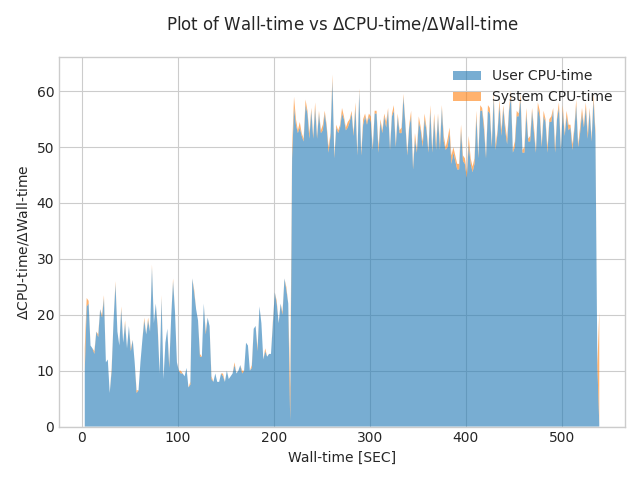 Plot of Wall-time vs ΔCPU-time/ΔWall-time
User CPU-time
System CPU-time
ΔCPU-time/ΔWall-time
60
50
40
30
20
10
0
0 100 200 300 400 500
Wall-time [SEC]